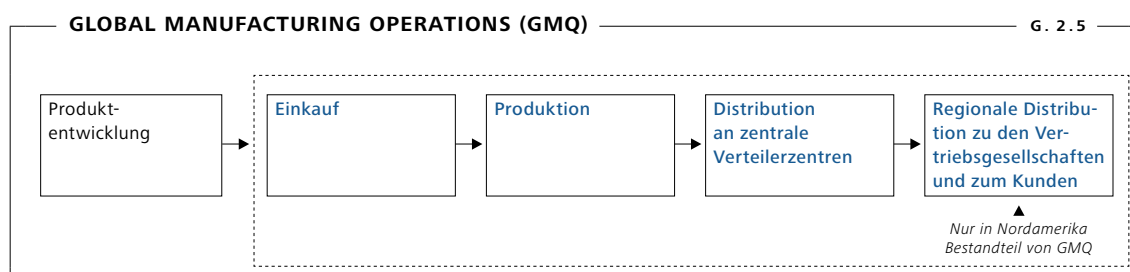 GLOBAL MANUFACTURING OPERATIONS (GMQ)
G. 2.5
Produkt-
entwicklung
Einkauf
Produktion
Distribution
an zentrale
Verteilerzentren
Regionale Distribu-
tion zu den Ver-
triebsgesellschaften
und zum Kunden
Nur in Nordamerika
Bestandteil von GMQ